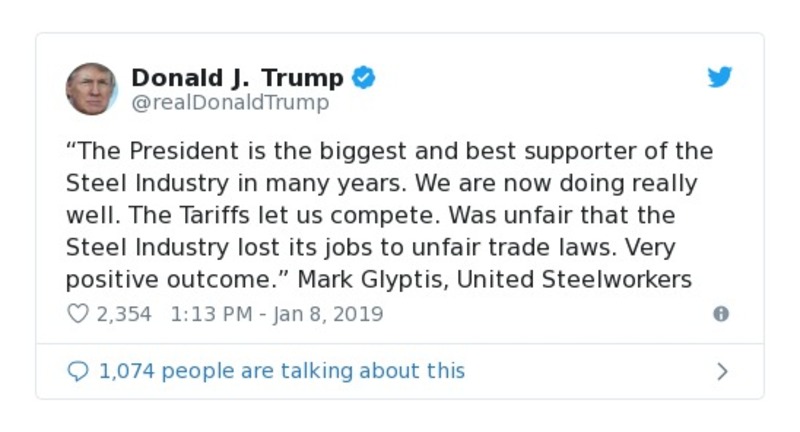 Donald J. Trump
@realDonaldTrump
“The President is the biggest and best supporter of the
Steel Industry in many years. We are now doing really
well. The Tariffs let us compete. Was unfair that the
Steel Industry lost its jobs to unfair trade laws. Very
positive outcome.” Mark Glyptis, United Steelworkers
2,354 1:13 PM - Jan 8, 2019
1,074 people are talking about this